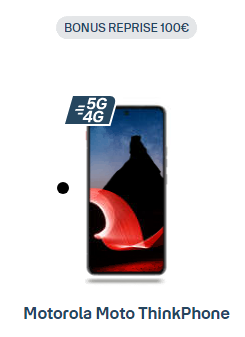 BONUS REPRISE 100€
5G
4G
Motorola Moto ThinkPhone